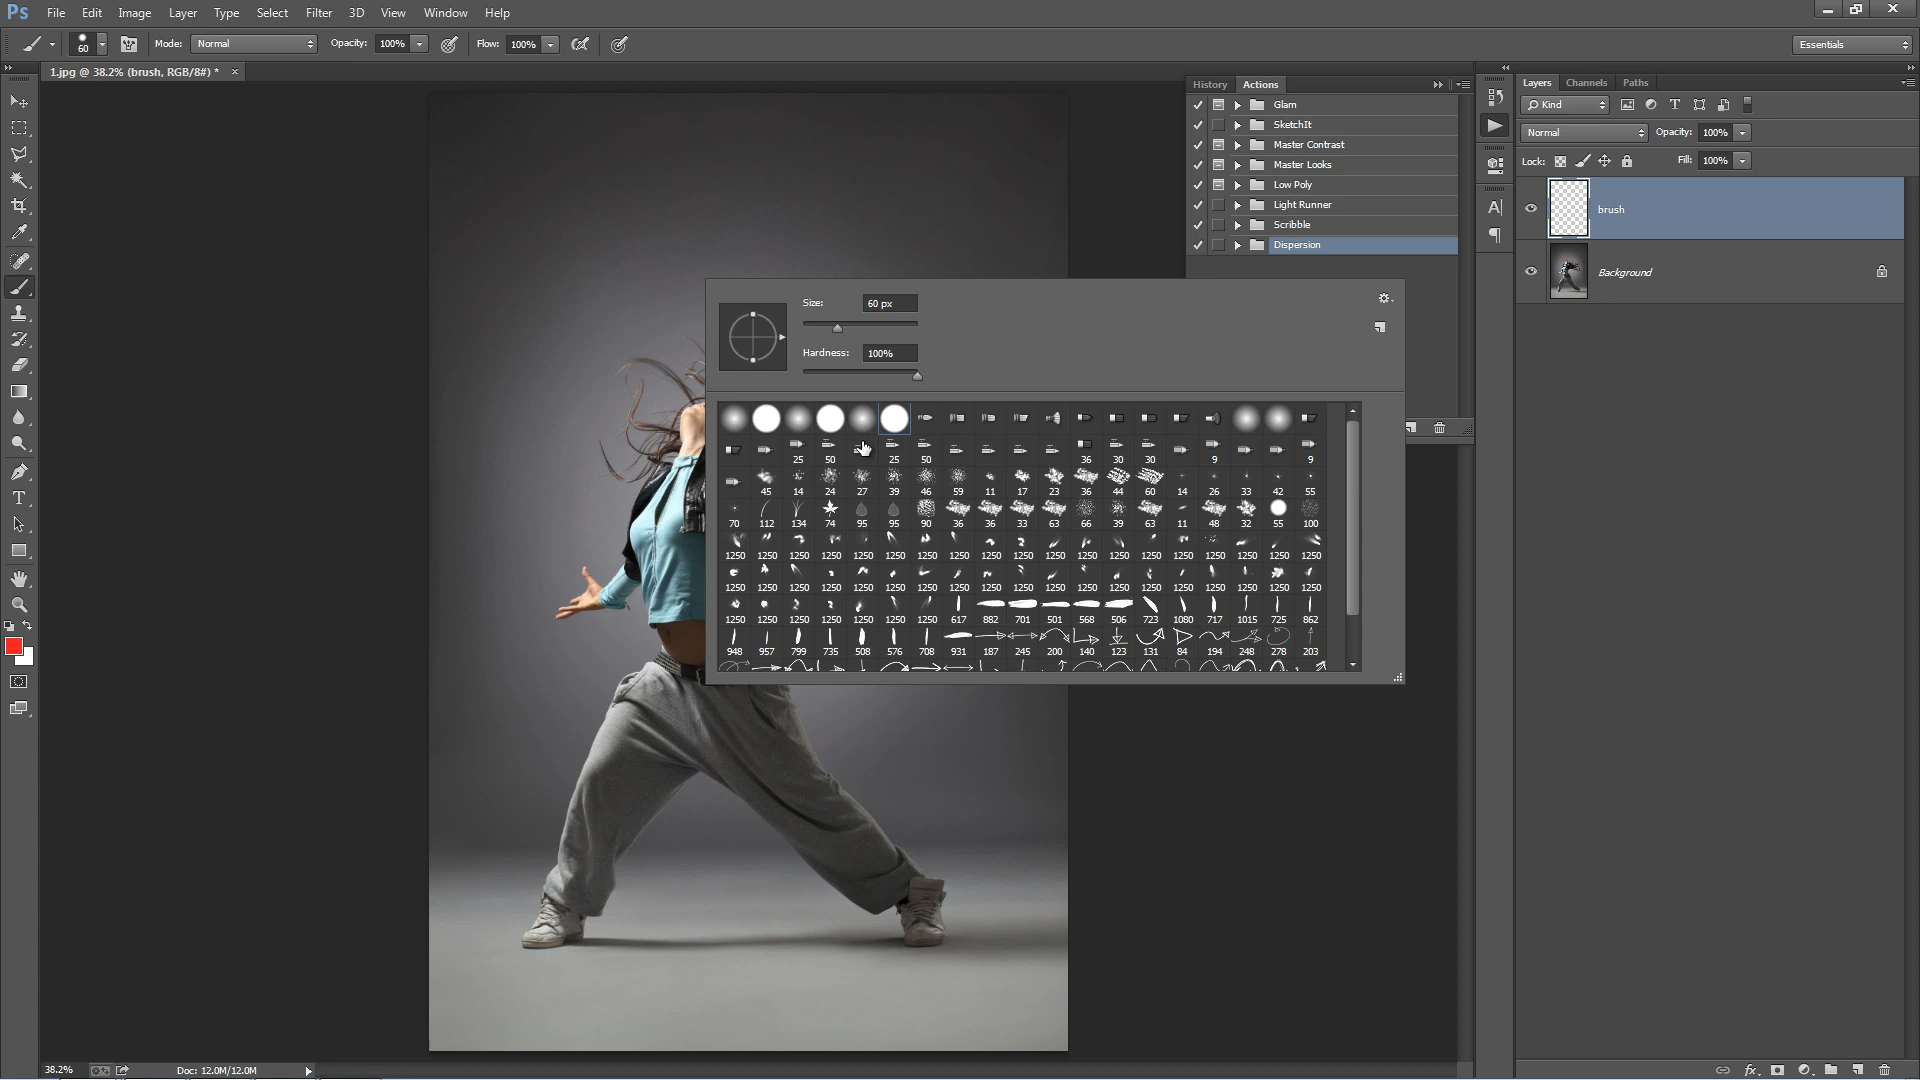 Ps File Edit Image Layer Type Select Filter 3D View Window Help
60 Mode: Normal Opacity: 100% Flow: 100% Essentials
1.jpg @ 38.2% (brush, RGB/8#) * ×
History Actions
Glam
SketchIt
Master Contrast
Master Looks
Low Poly
Light Runner
Scribble
Dispersion
Layers Channels Paths
Kind
Normal Opacity: 100%
Lock: Fill: 100%
brush
Background
Size: 60 px
Hardness: 100%
25 50 25 50 36 30 30 9 9
45 14 24 27 39 46 59 11 17 23 36 44 60 14 26 33 42 55
70 112 134 74 95 95 90 36 36 33 63 66 39 63 11 48 32 55 100
1250 1250 1250 1250 1250 1250 1250 1250 1250 1250 1250 1250 1250 1250 1250 1250 1250 1250 1250
1250 1250 1250 1250 1250 1250 1250 1250 1250 1250 1250 1250 1250 1250 1250 1250 1250 1250 1250
1250 1250 1250 1250 1250 1250 1250 617 882 701 501 568 506 723 1080 717 1015 725 862
948 957 799 735 508 576 708 931 187 245 200 140 123 131 84 194 248 278 203
38.2% Doc: 12.0M/12.0M
fx